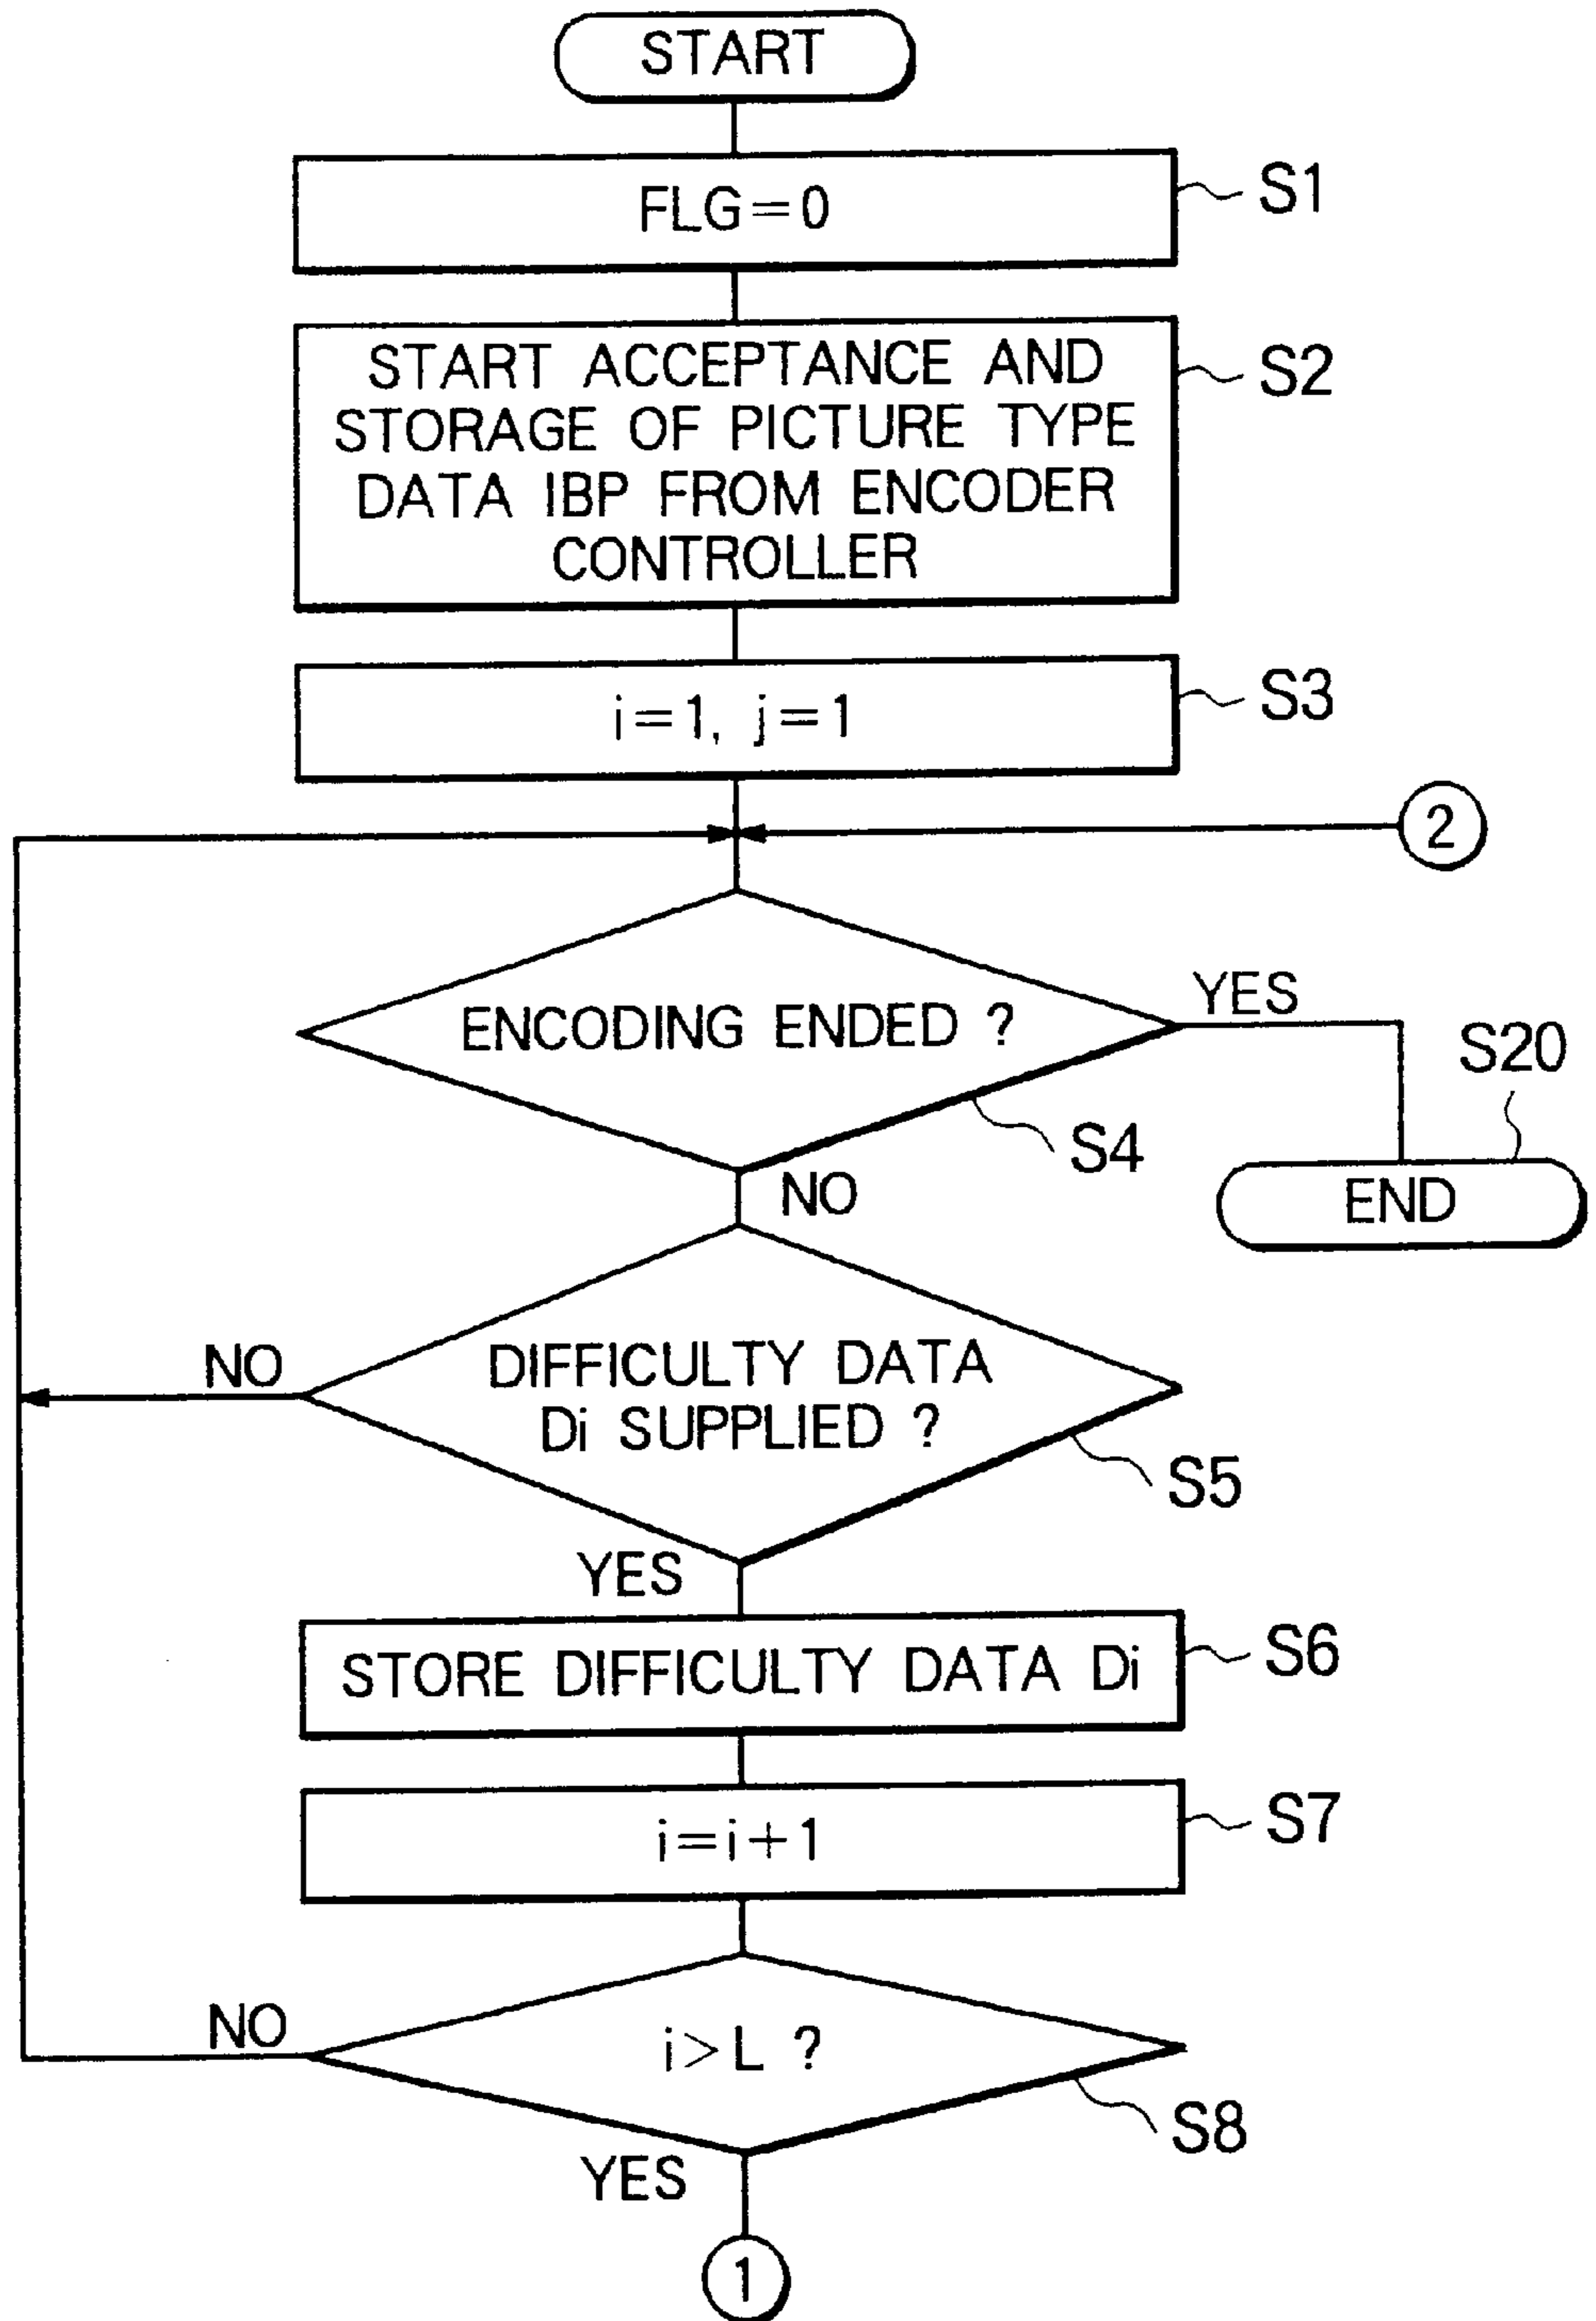 START
FLG=0
S1
START ACCEPTANCE AND
STORAGE OF PICTURE TYPE
DATA IBP FROM ENCODER
CONTROLLER
S2
i=1, j=1
S3
2
ENCODING ENDED ?
YES
S4
S20
END
NO
DIFFICULTY DATA
Di SUPPLIED ?
NO
S5
YES
STORE DIFFICULTY DATA Di
S6
i=i+1
S7
i>L ?
NO
S8
YES
1